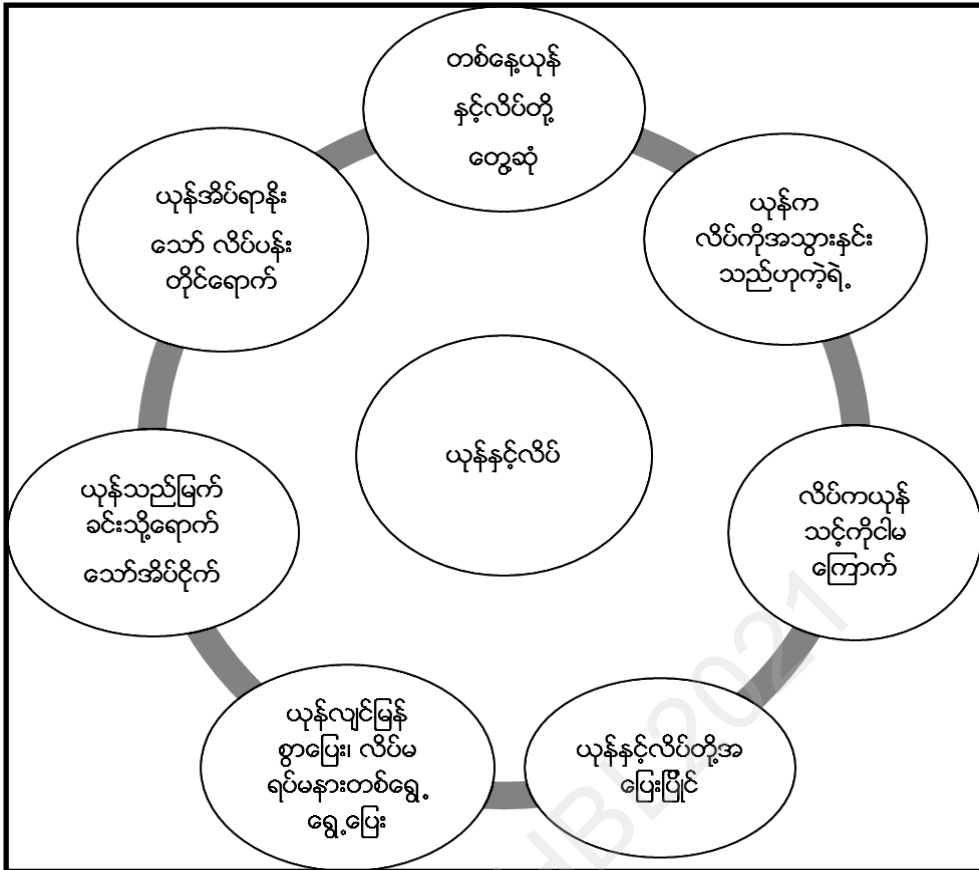 တစ်နေ့ယုန်
နှင့်လိပ်တို့
တွေ့ဆုံ
ယုန်က
လိပ်ကိုအသွားနှင်း
သည်ဟုကဲ့ရဲ့
လိပ်ကယုန်
သင့်ကိုငါမ
ကြောက်
ယုန်နှင့်လိပ်တို့အ
ပြေးပြိုင်
ယုန်လျင်မြန်
စွာပြေး၊ လိပ်မ
ရပ်မနားတစ်ရွေ့
ရွေ့ပြေး
ယုန်သည်မြက်
ခင်းသို့ရောက်
သော်အိပ်ငိုက်
ယုန်အိပ်ရာနိုး
သော် လိပ်ပန်း
တိုင်ရောက်
ယုန်နှင့်လိပ်
HBL2021